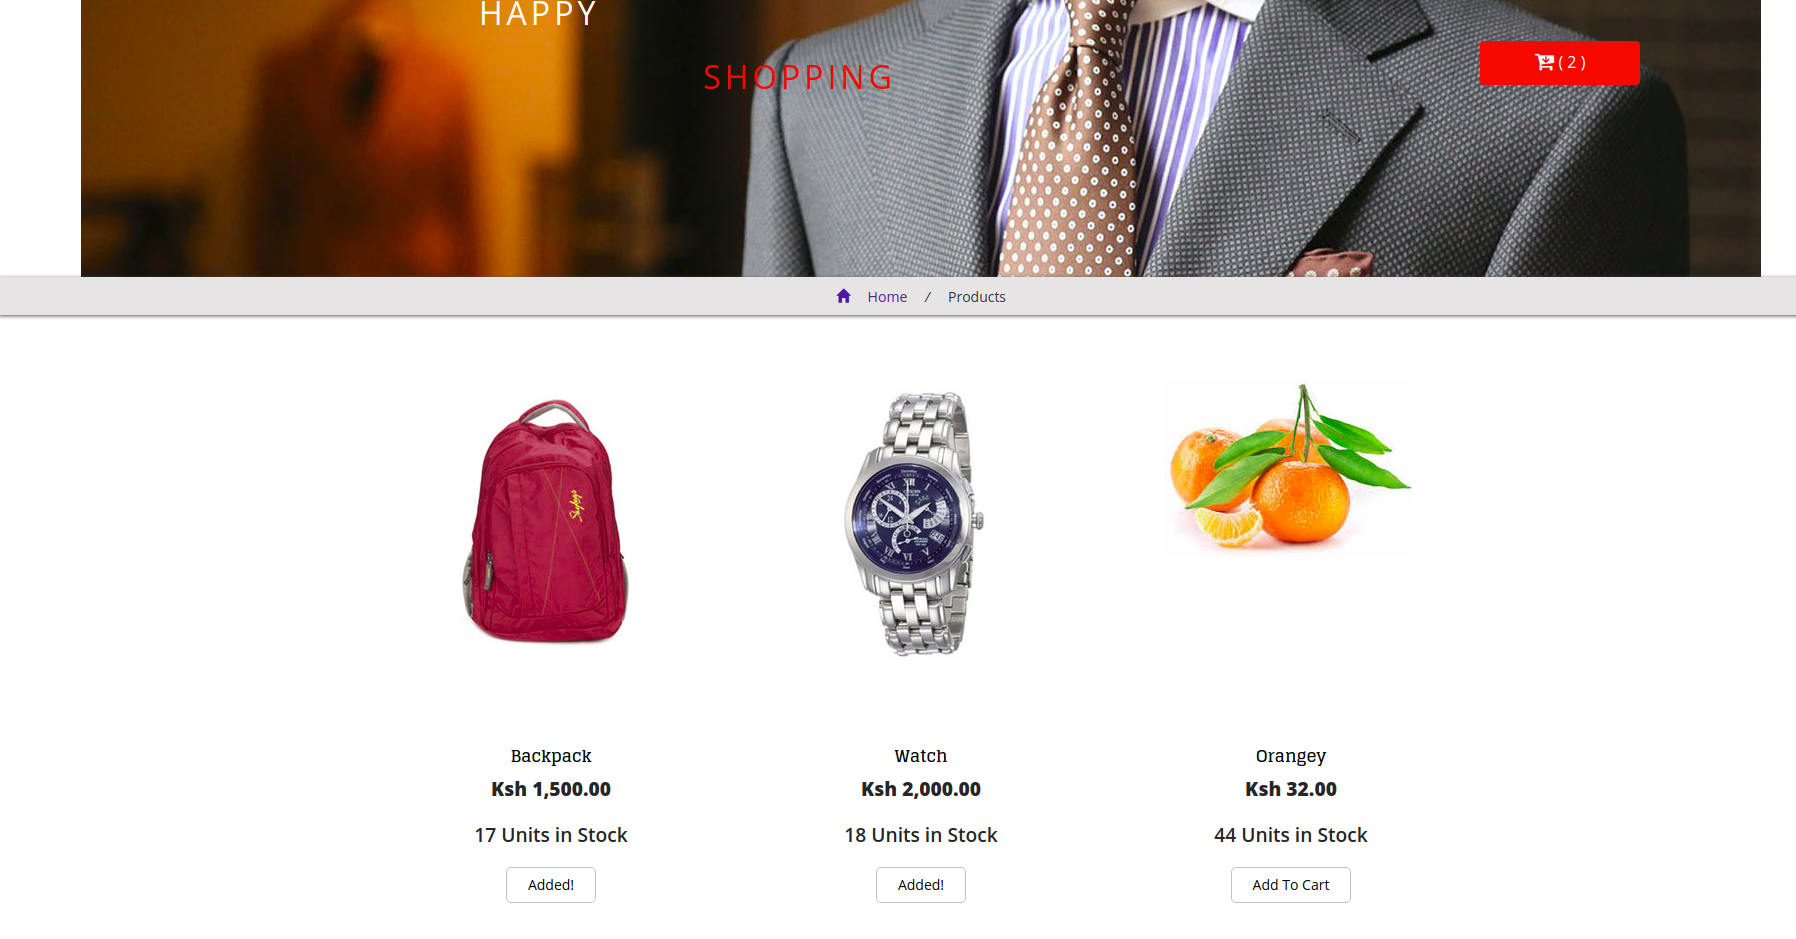 HAPPY
SHOPPING
( 2 )
Home / Products
Skybags
Backpack
Watch
Orangey
Ksh 1,500.00
Ksh 2,000.00
Ksh 32.00
17 Units in Stock
18 Units in Stock
44 Units in Stock
Added!
Added!
Add To Cart